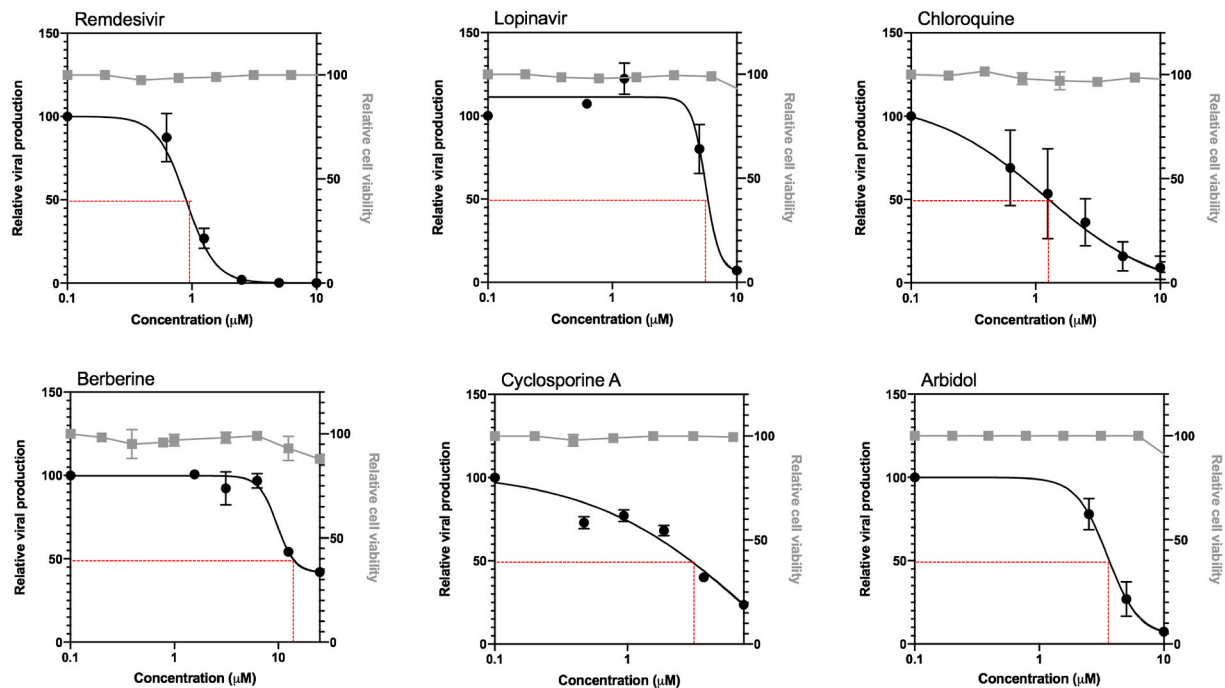 Remdesivir
150
100
50
0
Relative viral production
100
50
0
Relative cell viability
0.1 1 10
Concentration (μM)
Lopinavir
150
100
50
0
Relative viral production
100
50
0
Relative cell viability
0.1 1 10
Concentration (μM)
Chloroquine
150
100
50
0
Relative viral production
100
50
0
Relative cell viability
0.1 1 10
Concentration (μM)
Berberine
150
100
50
0
Relative viral production
100
50
0
Relative cell viability
0.1 1 10
Concentration (μM)
Cyclosporine A
150
100
50
0
Relative viral production
100
50
0
Relative cell viability
0.1 1
Concentration (μM)
Arbidol
150
100
50
0
Relative viral production
100
50
0
Relative cell viability
0.1 1 10
Concentration (μM)